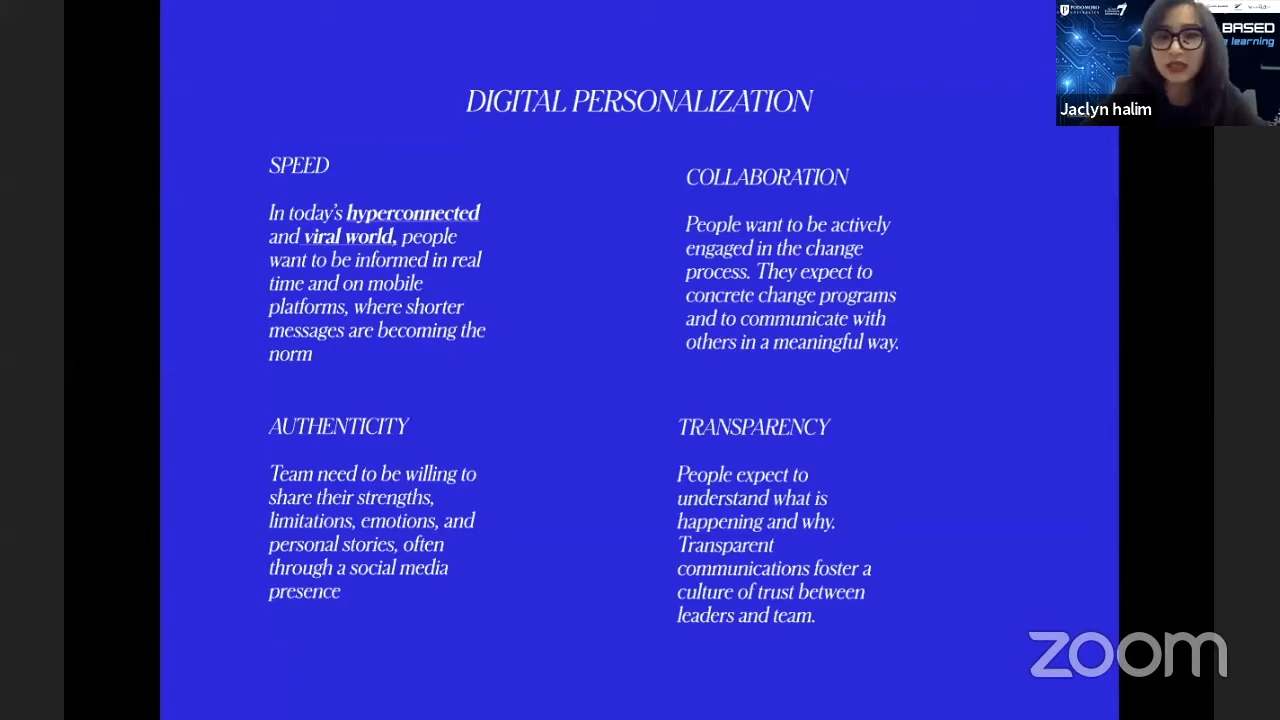 DIGITAL PERSONALIZATION
SPEED
In today's hyperconnected
and viral world, people
want to be informed in real
time and on mobile
platforms, where shorter
messages are becoming the
norm
COLLABORATION
People want to be actively
engaged in the change
process. They expect to
concrete change programs
and to communicate with
others in a meaningful way.
AUTHENTICITY
Team need to be willing to
share their strengths,
limitations, emotions, and
personal stories, often
through a social media
presence
TRANSPARENCY
People expect to
understand what is
happening and why.
Transparent
communications foster a
culture of trust between
leaders and team.
PODOMORO
UNIVERSITY
BASED
learning
Jaclyn halim
zoom